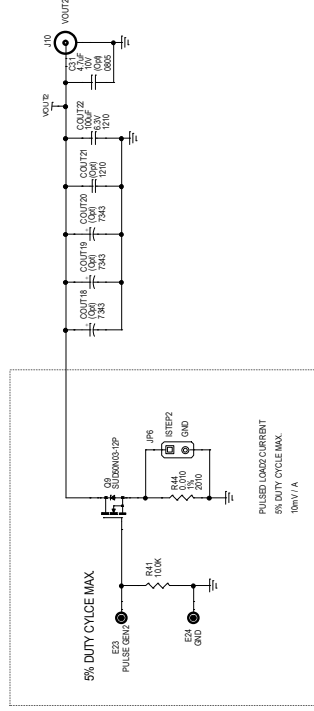 VOUT2
J10
C31
4.7uF
10V
(Opt)
0805
VOUT2
COUT22
100uF
6.3V
1210
COUT21
(Opt)
1210
COUT20
(Opt)
7343
COUT19
(Opt)
7343
COUT18
(Opt)
7343
+
+
+
5% DUTY CYLCE MAX.
Q9
SUD50N03-12P
JP6
ISTEP2
GND
R44
0.010
1%
2010
R41
10.0K
E23
PULSE GEN2
E24
GND
PULSED LOAD2 CURRENT
5% DUTY CYCLE MAX.
10mV / A